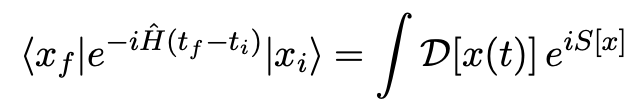 ⟨x_f|e^{-iĤ(t_f-t_i)}|x_i⟩ = ∫ 𝒟[x(t)] e^{iS[x]}